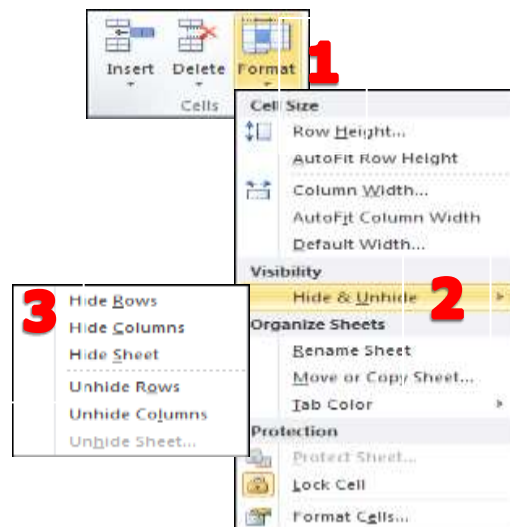 Insert Delete Format
1
Cells
Cell Size
Row Height...
AutoFit Row Height
Column Width...
AutoFit Column Width
Default Width...
Visibility
Hide & Unhide
2
Organize Sheets
Rename Sheet
Move or Copy Sheet...
Tab Color
Protection
Protect Sheet...
Lock Cell
Format Cells...
3
Hide Rows
Hide Columns
Hide Sheet
Unhide Rows
Unhide Columns
Unhide Sheet...